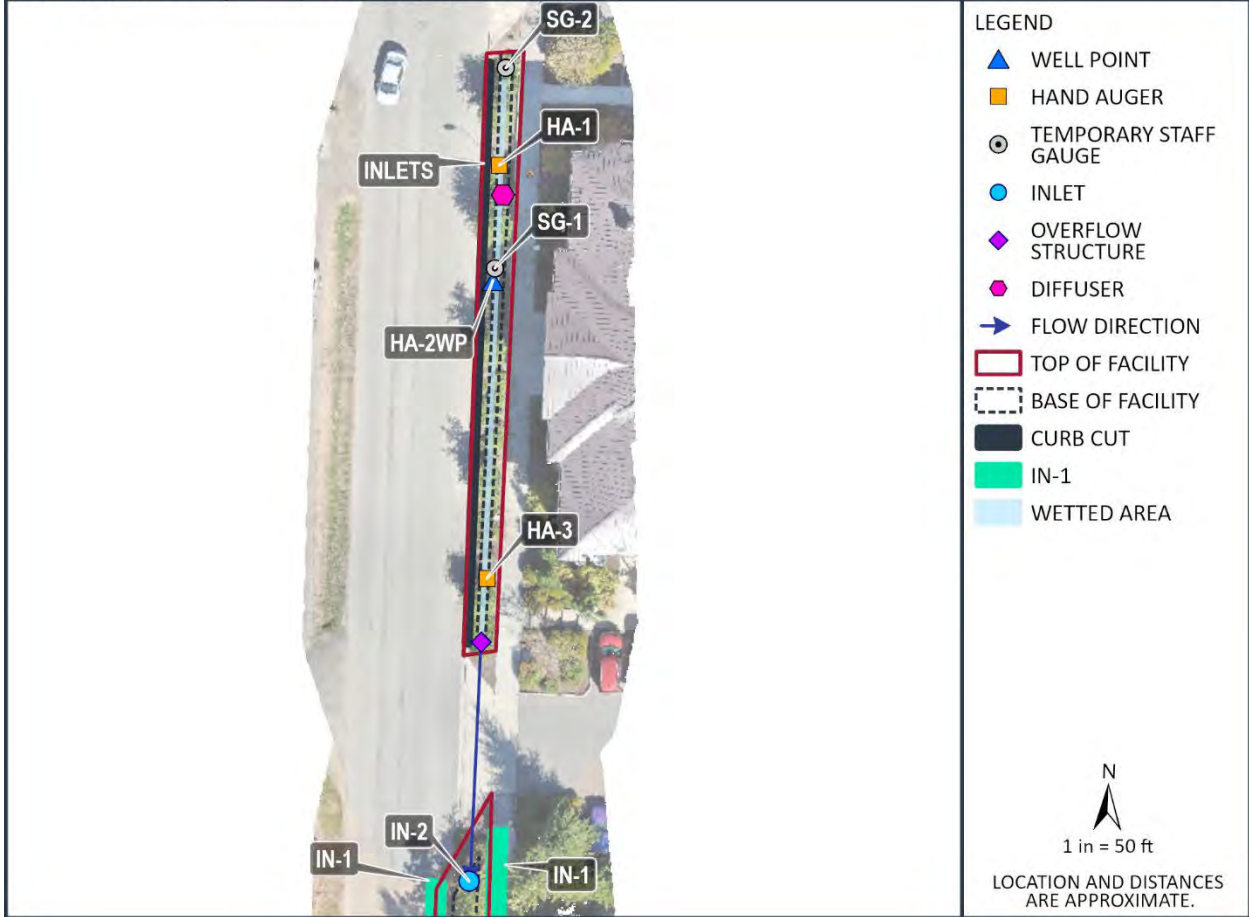 SG-2
HA-1
INLETS
SG-1
HA-2WP
HA-3
IN-2
IN-1
IN-1
LEGEND
WELL POINT
HAND AUGER
TEMPORARY STAFF
GAUGE
INLET
OVERFLOW
STRUCTURE
DIFFUSER
FLOW DIRECTION
TOP OF FACILITY
BASE OF FACILITY
CURB CUT
IN-1
WETTED AREA
N
1 in = 50 ft
LOCATION AND DISTANCES
ARE APPROXIMATE.